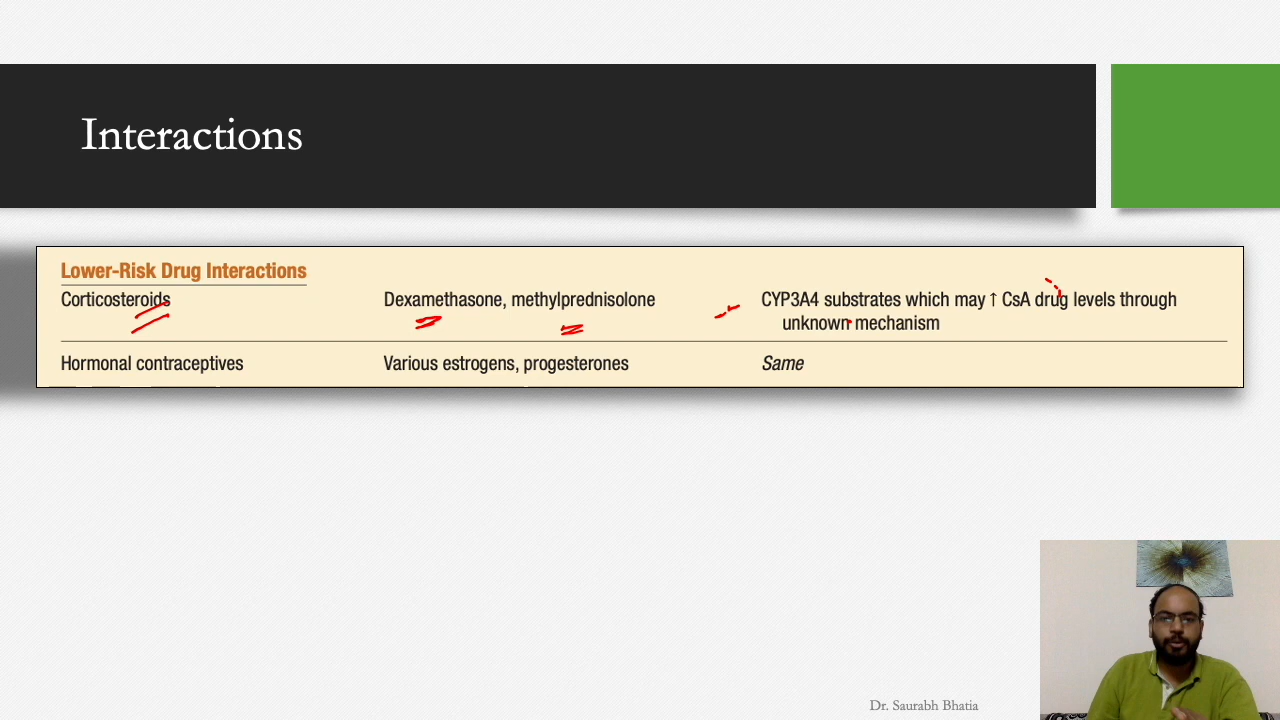 Interactions
Lower-Risk Drug Interactions
Corticosteroids Dexamethasone, methylprednisolone CYP3A4 substrates which may ↑ CsA drug levels through
unknown mechanism
Hormonal contraceptives Various estrogens, progesterones Same
Dr. Saurabh Bhatia